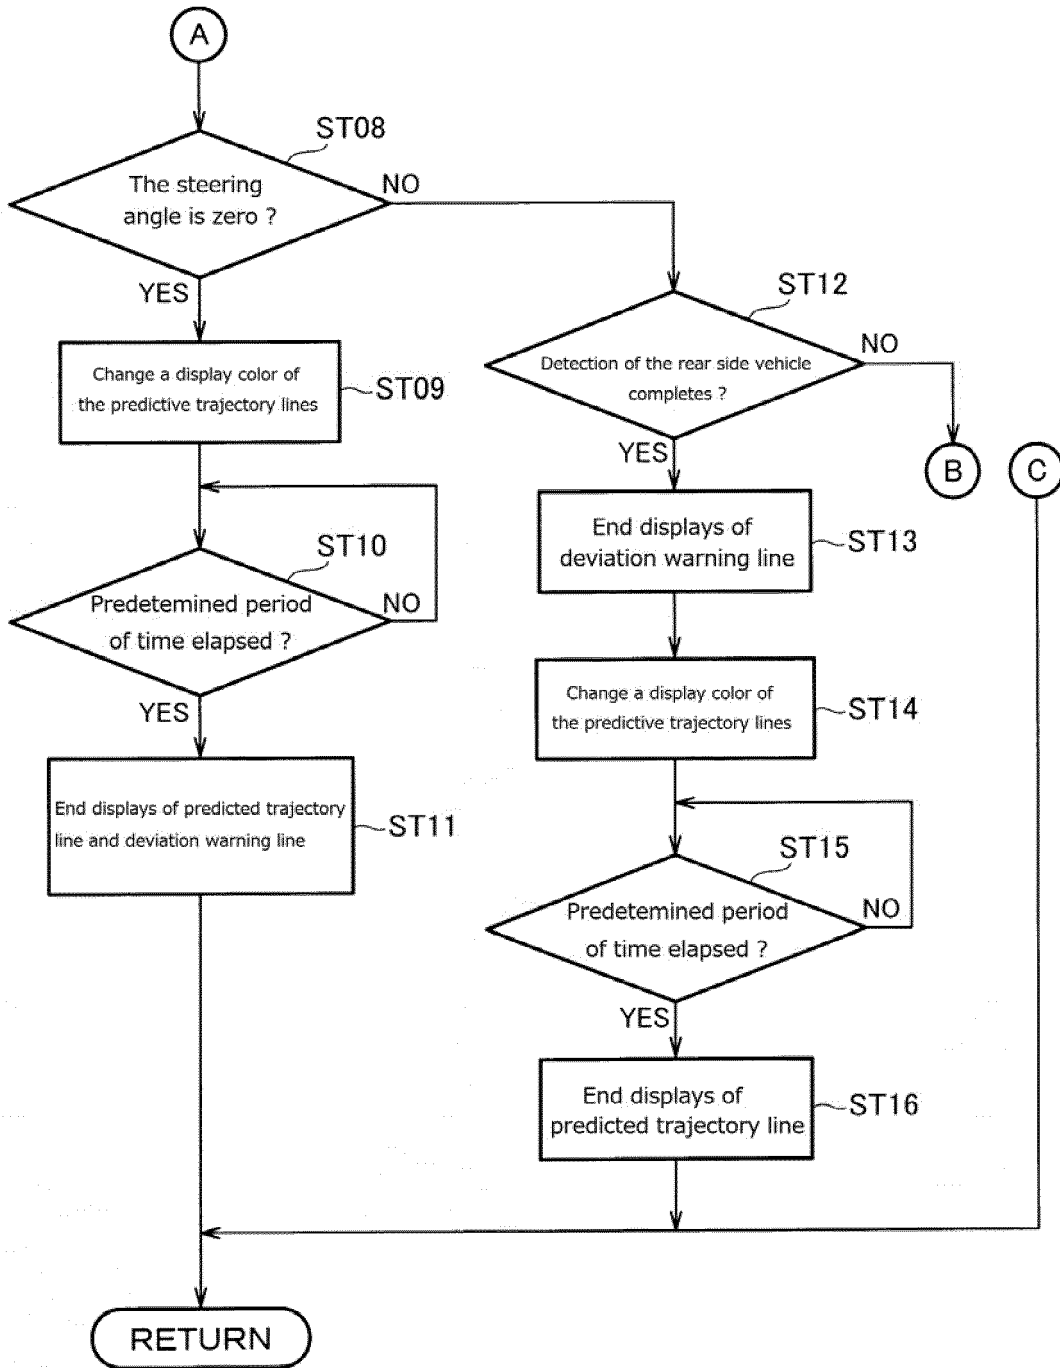 A
ST08
The steering
angle is zero ?
NO
YES
ST09
Change a display color of
the predictive trajectory lines
ST10
Predetemined period
of time elapsed ?
NO
YES
ST11
End displays of predicted trajectory
line and deviation warning line
ST12
Detection of the rear side vehicle
completes ?
NO
YES
B
C
ST13
End displays of
deviation warning line
ST14
Change a display color of
the predictive trajectory lines
ST15
Predetemined period
of time elapsed ?
NO
YES
ST16
End displays of
predicted trajectory line
RETURN